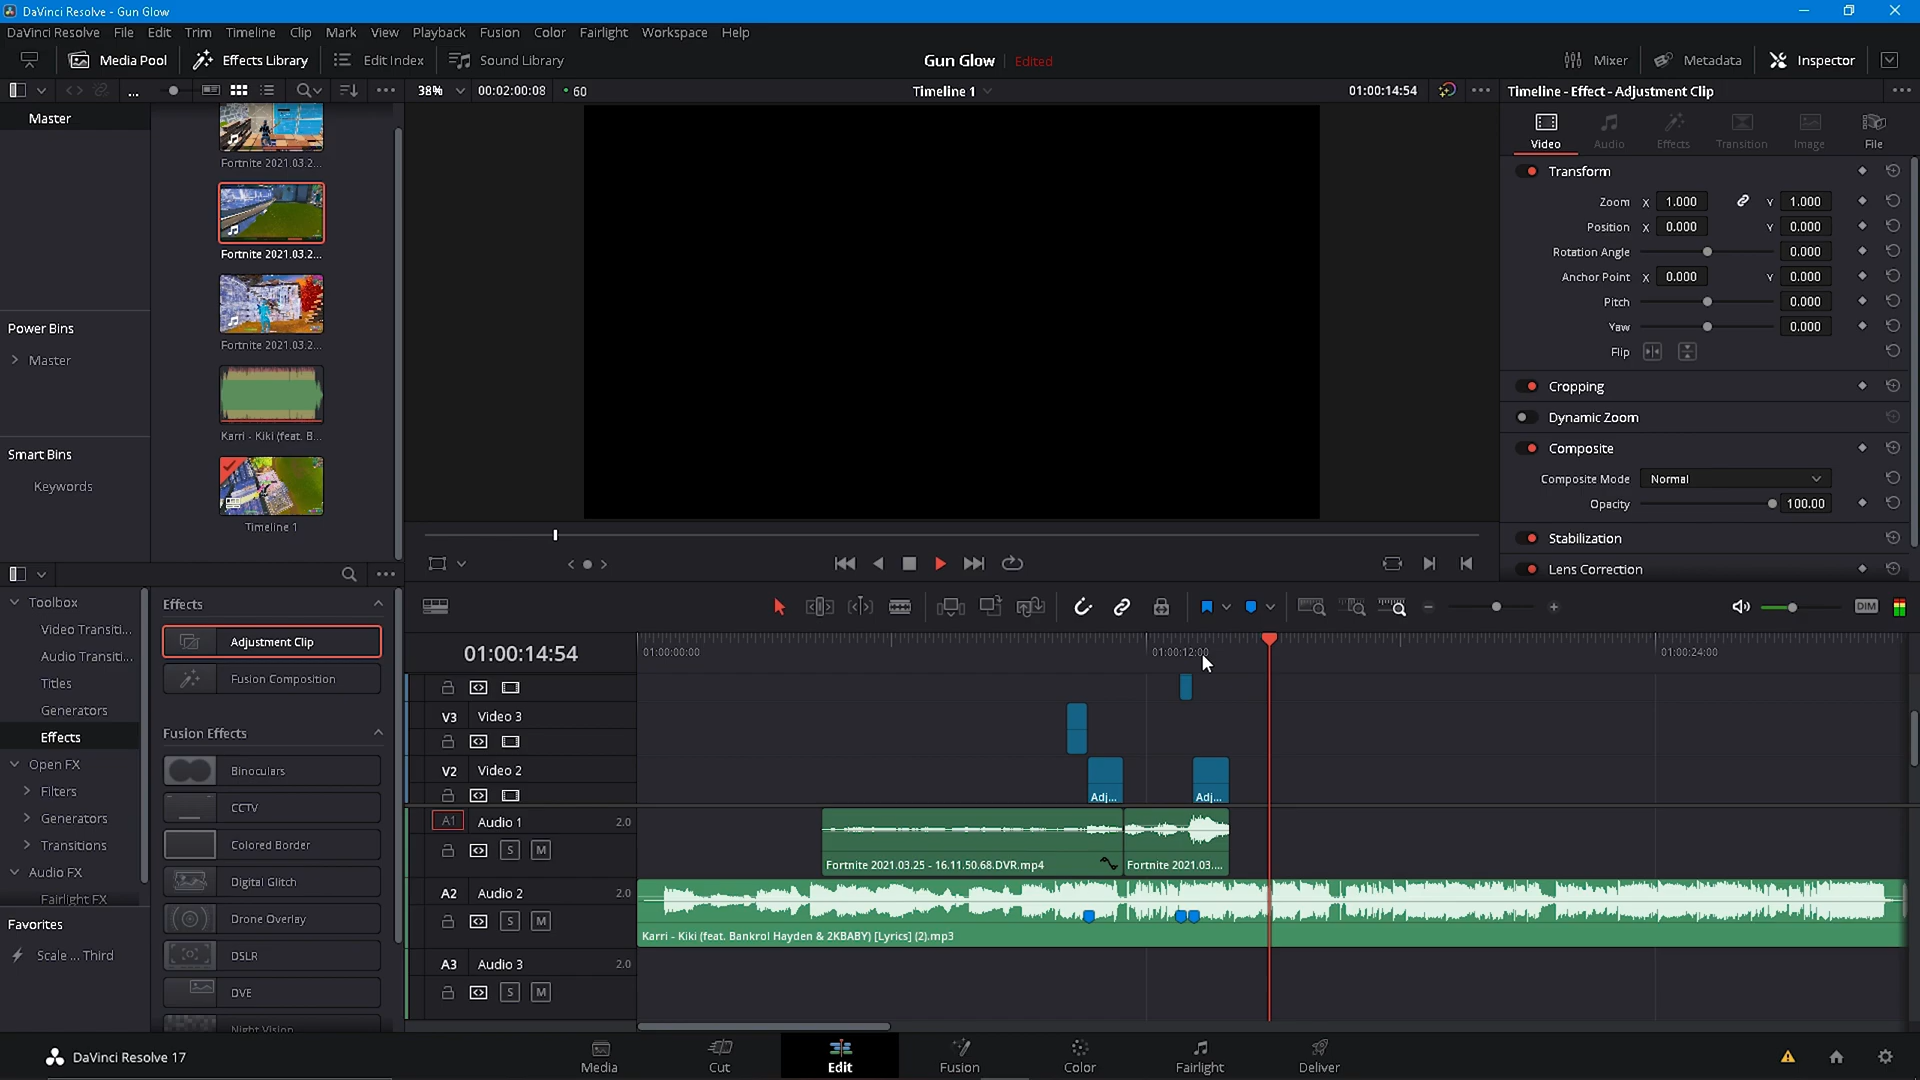 DaVinci Resolve - Gun Glow
DaVinci Resolve File Edit Trim Timeline Clip Mark View Playback Fusion Color Fairlight Workspace Help
Media Pool Effects Library Edit Index Sound Library Gun Glow Edited Mixer Metadata Inspector
... 38% 00:02:00:08 60 Timeline 1 01:00:14:54 Timeline - Effect - Adjustment Clip
Master
Fortnite 2021.03.2...
Fortnite 2021.03.2...
Fortnite 2021.03.2...
Karri - Kiki (feat. B...
Timeline 1
Power Bins
Master
Smart Bins
Keywords
Video Audio Effects Transition Image File
Transform
Zoom X 1.000 Y 1.000
Position X 0.000 Y 0.000
Rotation Angle 0.000
Anchor Point X 0.000 Y 0.000
Pitch 0.000
Yaw 0.000
Flip
Cropping
Dynamic Zoom
Composite
Composite Mode Normal
Opacity 100.00
Stabilization
Lens Correction
Toolbox
Video Transiti...
Audio Transiti...
Titles
Generators
Effects
Open FX
Filters
Generators
Transitions
Audio FX
Fairlight FX
Favorites
Scale ... Third
Effects
Adjustment Clip
Fusion Composition
Fusion Effects
Binoculars
CCTV
Colored Border
Digital Glitch
Drone Overlay
DSLR
DVE
Night Vision
DIM
01:00:14:54 01:00:00:00 01:00:12:00 01:00:24:00
V3 Video 3
V2 Video 2
Adj... Adj...
A1 Audio 1 2.0
S M
Fortnite 2021.03.25 - 16.11.50.68.DVR.mp4 Fortnite 2021.03....
A2 Audio 2 2.0
S M
Karri - Kiki (feat. Bankrol Hayden & 2KBABY) [Lyrics] (2).mp3
A3 Audio 3 2.0
S M
DaVinci Resolve 17 Media Cut Edit Fusion Color Fairlight Deliver